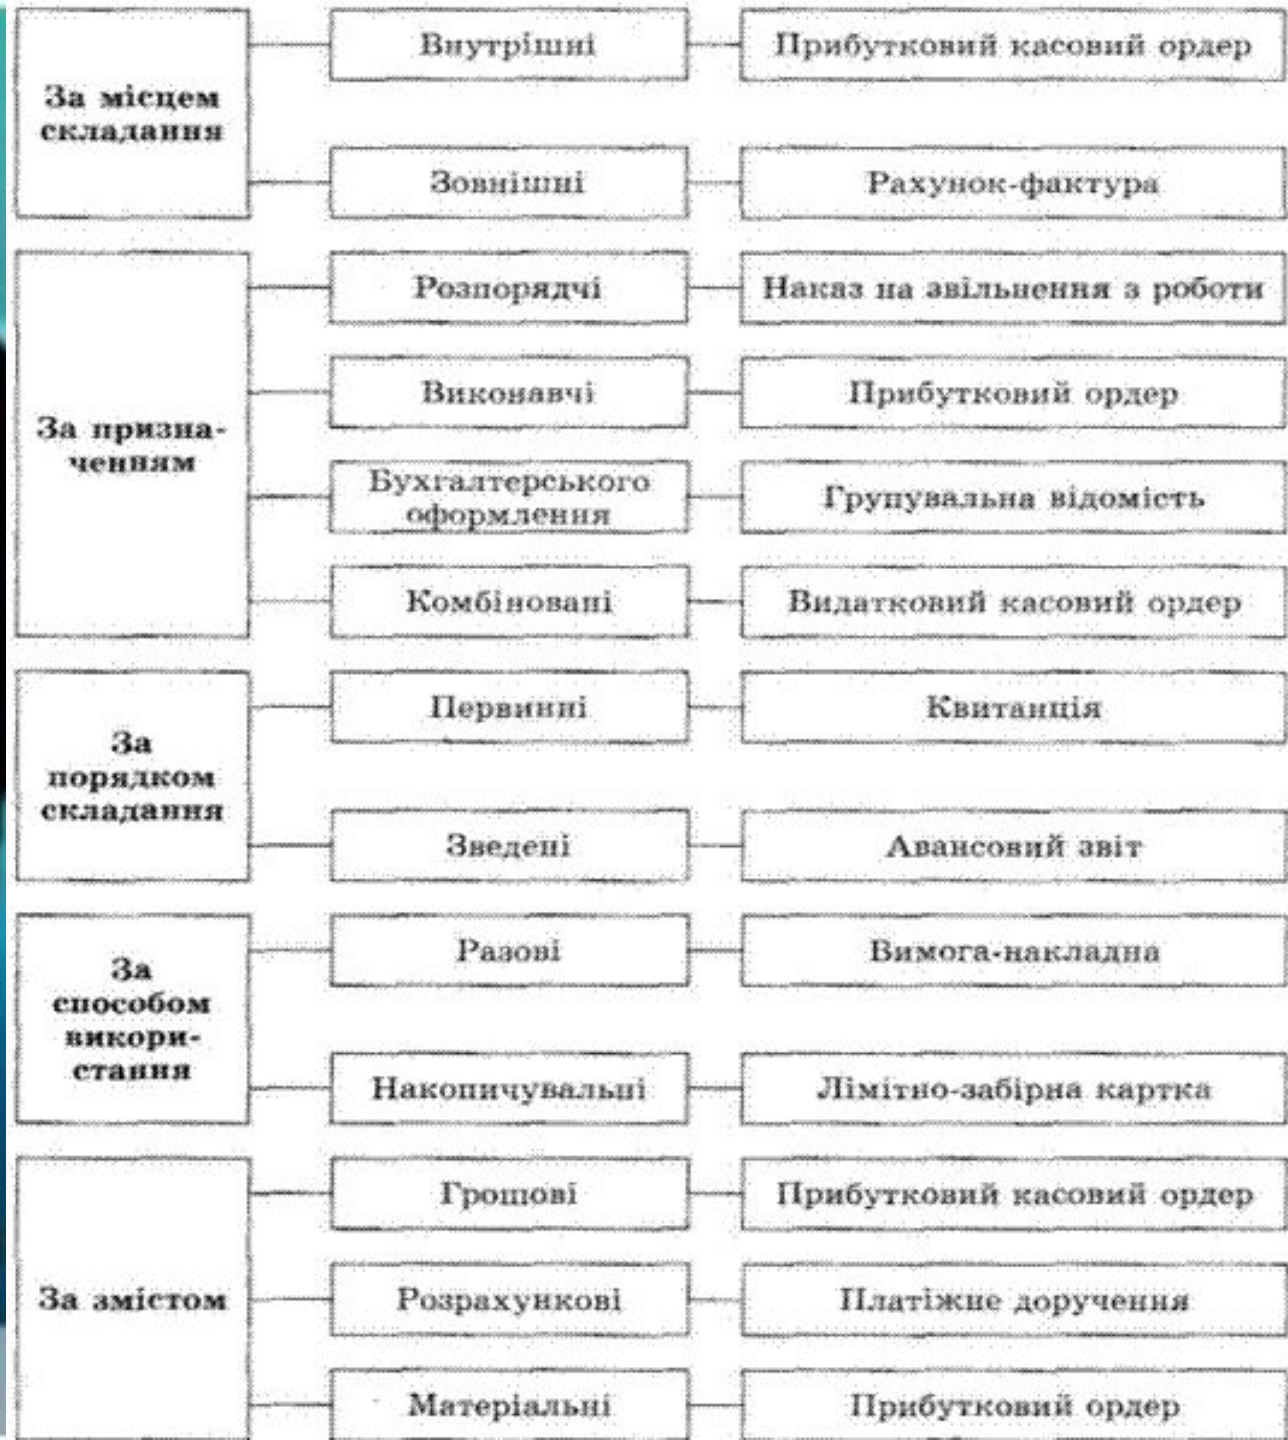 За місцем
складання
Внутрішні
Прибутковий касовий ордер
Зовнішні
Рахунок-фактура
За призна-
ченням
Розпорядчі
Наказ на звільнення з роботи
Виконавчі
Прибутковий ордер
Бухгалтерського
оформлення
Групувальна відомість
Комбіновані
Видатковий касовий ордер
За
порядком
складання
Первинні
Квитанція
Зведені
Авансовий звіт
За
способом
викори-
стання
Разові
Вимога-накладна
Накопичувальні
Лімітно-забірна картка
За змістом
Грошові
Прибутковий касовий ордер
Розрахункові
Платіжне доручення
Матеріальні
Прибутковий ордер